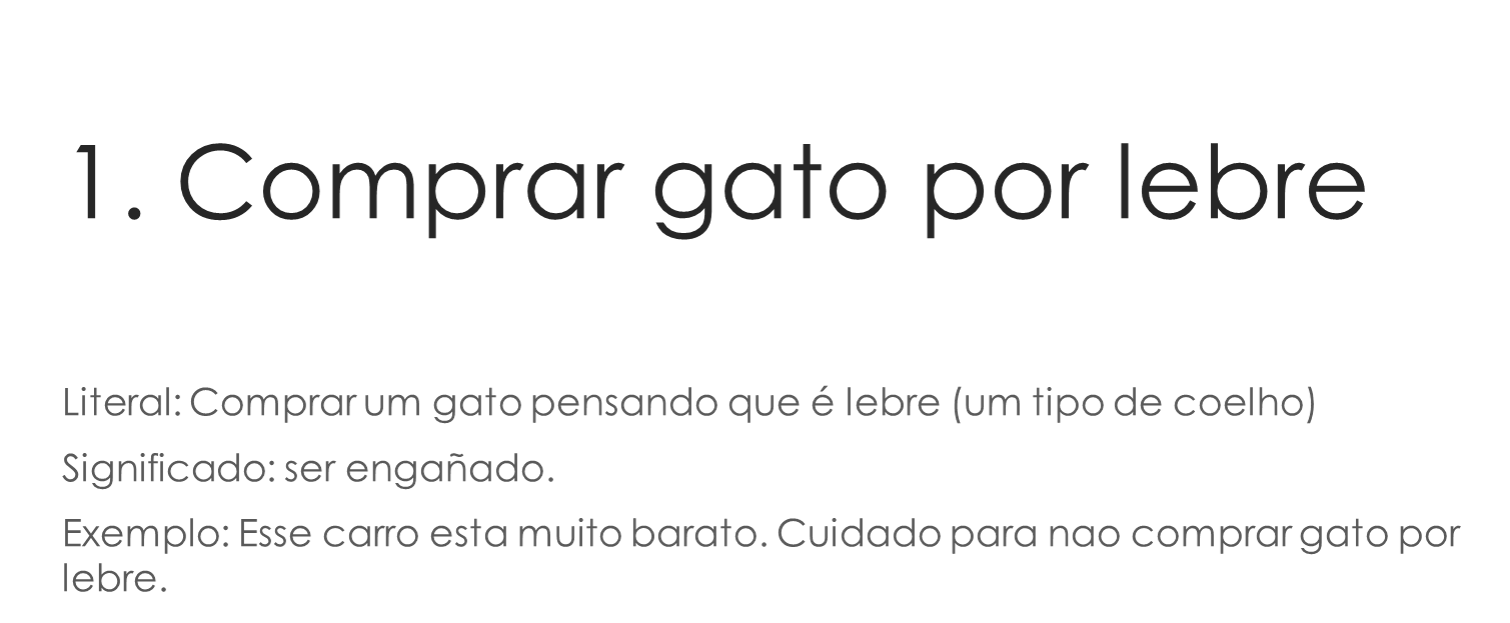 1. Comprar gato por lebre
Literal: Comprar um gato pensando que é lebre (um tipo de coelho)
Significado: ser engañado.
Exemplo: Esse carro esta muito barato. Cuidado para nao comprar gato por
lebre.